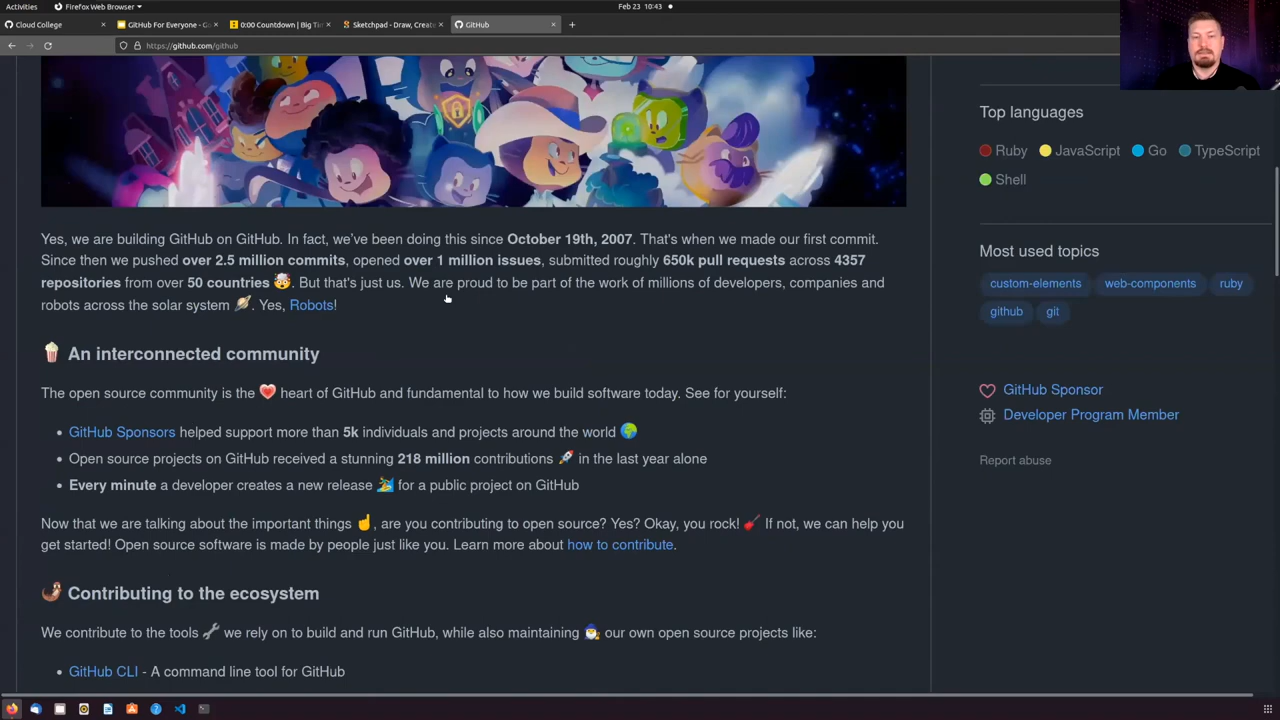 Activities
Firefox Web Browser
Feb 23 10:43
Cloud College
GitHub For Everyone - Go
0:00 Countdown | Big Tim
Sketchpad - Draw, Create
GitHub
https://github.com/github
Yes, we are building GitHub on GitHub. In fact, we've been doing this since October 19th, 2007. That's when we made our first commit.
Since then we pushed over 2.5 million commits, opened over 1 million issues, submitted roughly 650k pull requests across 4357
repositories from over 50 countries 🤯. But that's just us. We are proud to be part of the work of millions of developers, companies and
robots across the solar system 🪐. Yes, Robots!
🍿 An interconnected community
The open source community is the ❤️ heart of GitHub and fundamental to how we build software today. See for yourself:
• GitHub Sponsors helped support more than 5k individuals and projects around the world 🌍
• Open source projects on GitHub received a stunning 218 million contributions 🚀 in the last year alone
• Every minute a developer creates a new release 🏄 for a public project on GitHub
Now that we are talking about the important things ☝️, are you contributing to open source? Yes? Okay, you rock! 🎸 If not, we can help you
get started! Open source software is made by people just like you. Learn more about how to contribute.
🦦 Contributing to the ecosystem
We contribute to the tools 🔧 we rely on to build and run GitHub, while also maintaining 🧙‍♂️ our own open source projects like:
• GitHub CLI - A command line tool for GitHub
Top languages
Ruby JavaScript Go TypeScript
Shell
Most used topics
custom-elements web-components ruby
github git
GitHub Sponsor
Developer Program Member
Report abuse